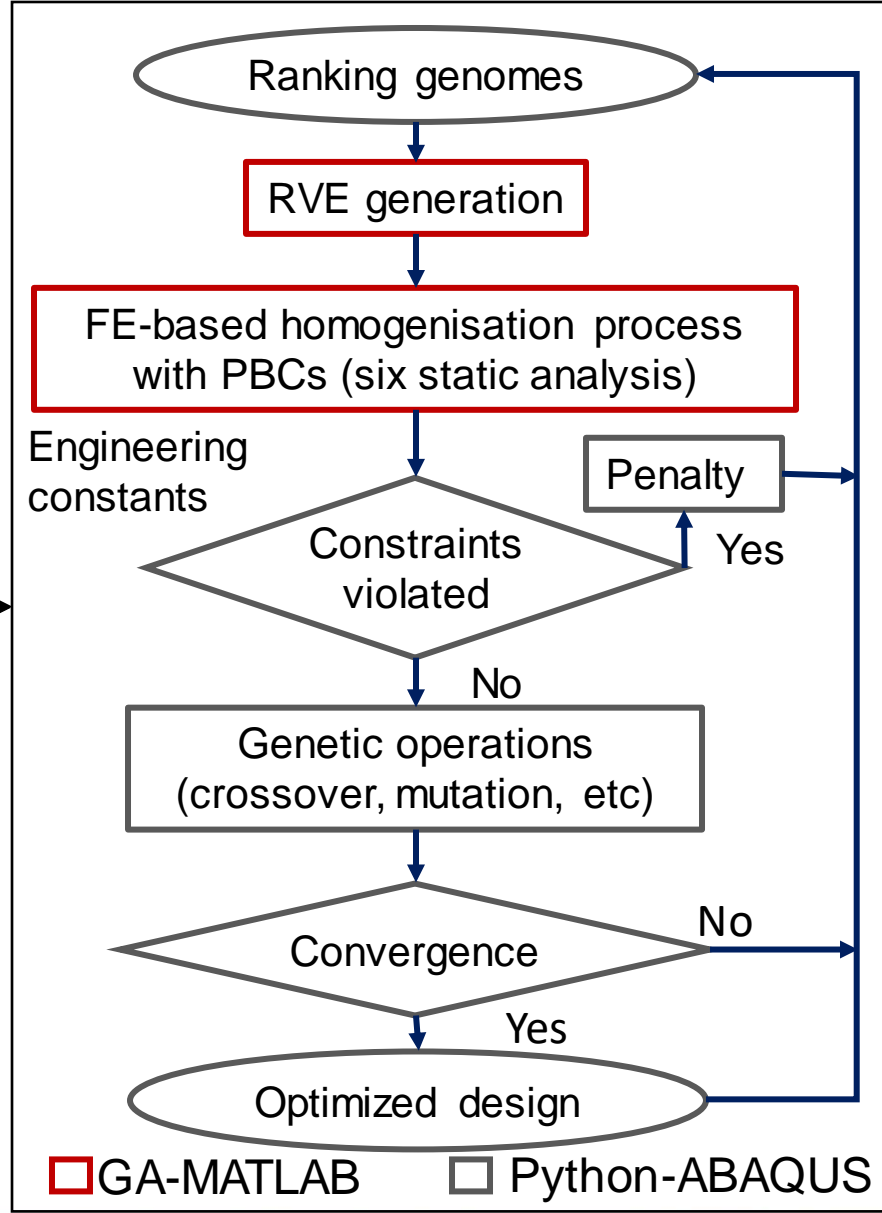 Ranking genomes
RVE generation
FE-based homogenisation process
with PBCs (six static analysis)
Engineering
constants
Penalty
Constraints
violated
Yes
No
Genetic operations
(crossover, mutation, etc)
Convergence
No
Yes
Optimized design
GA-MATLAB
Python-ABAQUS